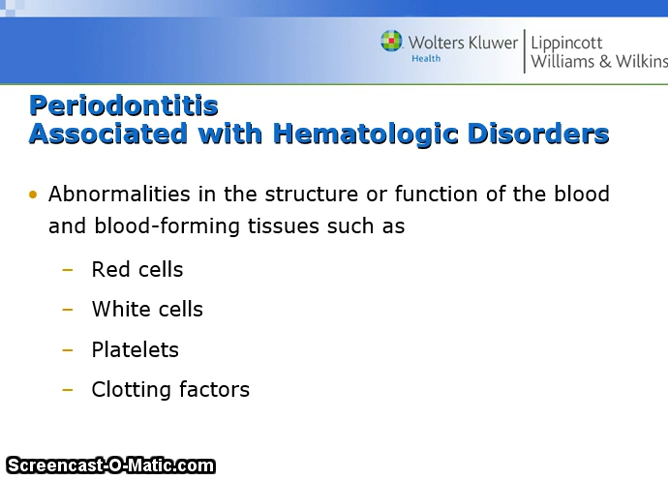 Wolters Kluwer
Health
Lippincott
Williams & Wilkins
Periodontitis
Associated with Hematologic Disorders
• Abnormalities in the structure or function of the blood
and blood-forming tissues such as
– Red cells
– White cells
– Platelets
– Clotting factors
Screencast-O-Matic.com